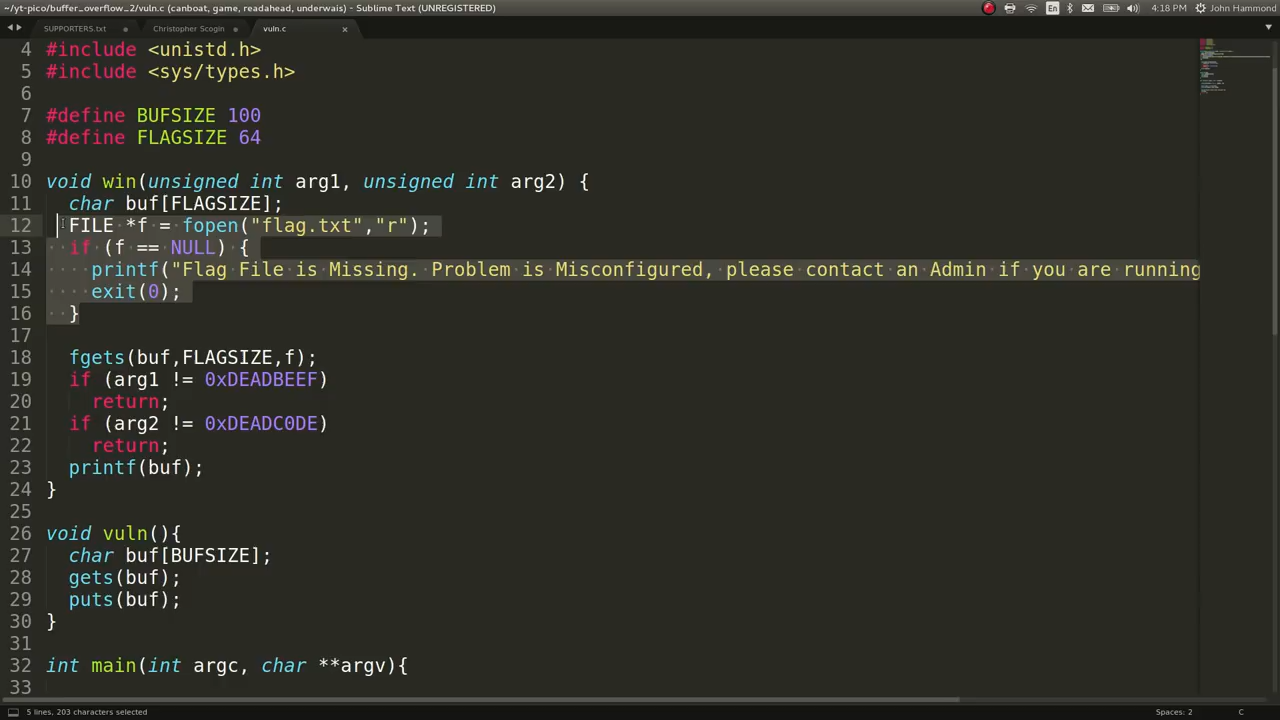 ~/yt-pico/buffer_overflow_2/vuln.c (canboat, game, readahead, underwais) - Sublime Text (UNREGISTERED)
En
4:18 PM
John Hammond
SUPPORTERS.txt
Christopher Scogin
vuln.c
4 #include <unistd.h>
5 #include <sys/types.h>
6
7 #define BUFSIZE 100
8 #define FLAGSIZE 64
9
10 void win(unsigned int arg1, unsigned int arg2) {
11   char buf[FLAGSIZE];
12   FILE *f = fopen("flag.txt","r");
13   if (f == NULL) {
14     printf("Flag File is Missing. Problem is Misconfigured, please contact an Admin if you are running
15     exit(0);
16   }
17
18   fgets(buf,FLAGSIZE,f);
19   if (arg1 != 0xDEADBEEF)
20     return;
21   if (arg2 != 0xDEADC0DE)
22     return;
23   printf(buf);
24 }
25
26 void vuln(){
27   char buf[BUFSIZE];
28   gets(buf);
29   puts(buf);
30 }
31
32 int main(int argc, char **argv){
33
5 lines, 203 characters selected
Spaces: 2
C